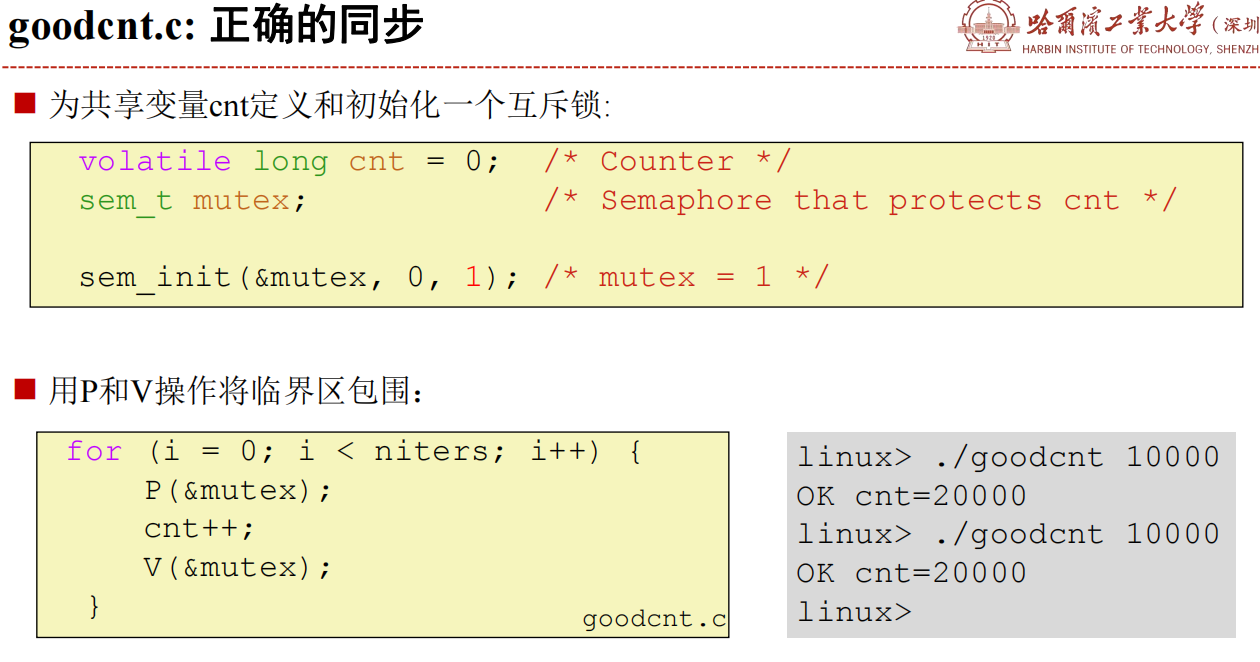 goodcnt.c: 正确的同步
哈爾濱工業大學（深圳
HARBIN INSTITUTE OF TECHNOLOGY, SHENZH
1920
HIT
为共享变量cnt定义和初始化一个互斥锁:
volatile long cnt = 0;  /* Counter */
sem_t mutex;            /* Semaphore that protects cnt */
sem_init(&mutex, 0, 1); /* mutex = 1 */
用P和V操作将临界区包围：
for (i = 0; i < niters; i++) {
P(&mutex);
cnt++;
V(&mutex);
}
goodcnt.c
linux> ./goodcnt 10000
OK cnt=20000
linux> ./goodcnt 10000
OK cnt=20000
linux>